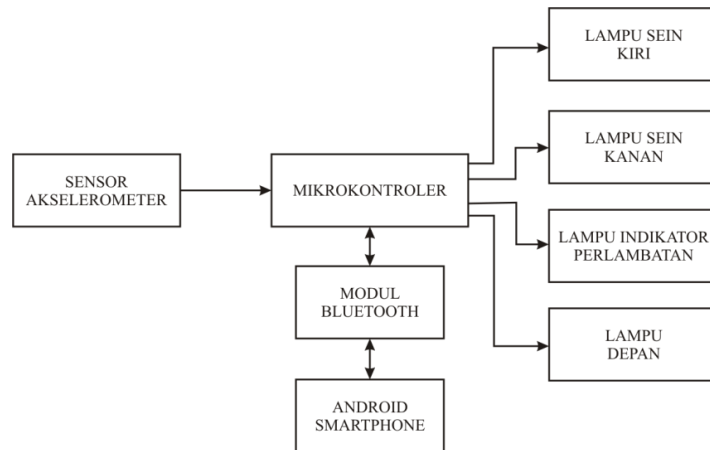 LAMPU SEIN
KIRI
LAMPU SEIN
KANAN
SENSOR
AKSELEROMETER
MIKROKONTROLER
LAMPU INDIKATOR
PERLAMBATAN
MODUL
BLUETOOTH
LAMPU
DEPAN
ANDROID
SMARTPHONE